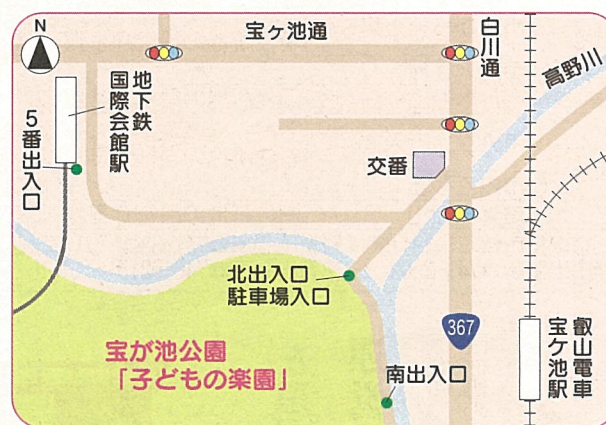 N
宝ヶ池通
白川通
高野川
地下鉄
国際会館駅
5番出入口
交番
北出入口
駐車場入口
宝が池公園
「子どもの楽園」
367
南出入口
叡山電車
宝ケ池駅